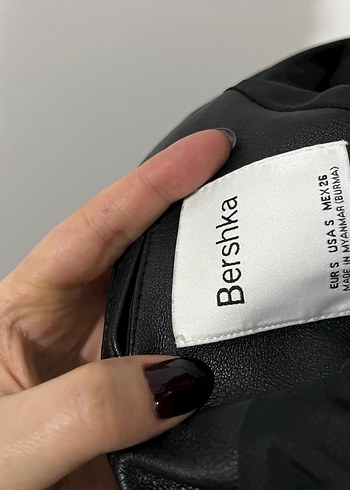 Bershka
EUR S USA S MEX 26
MADE IN MYANMAR (BURMA)